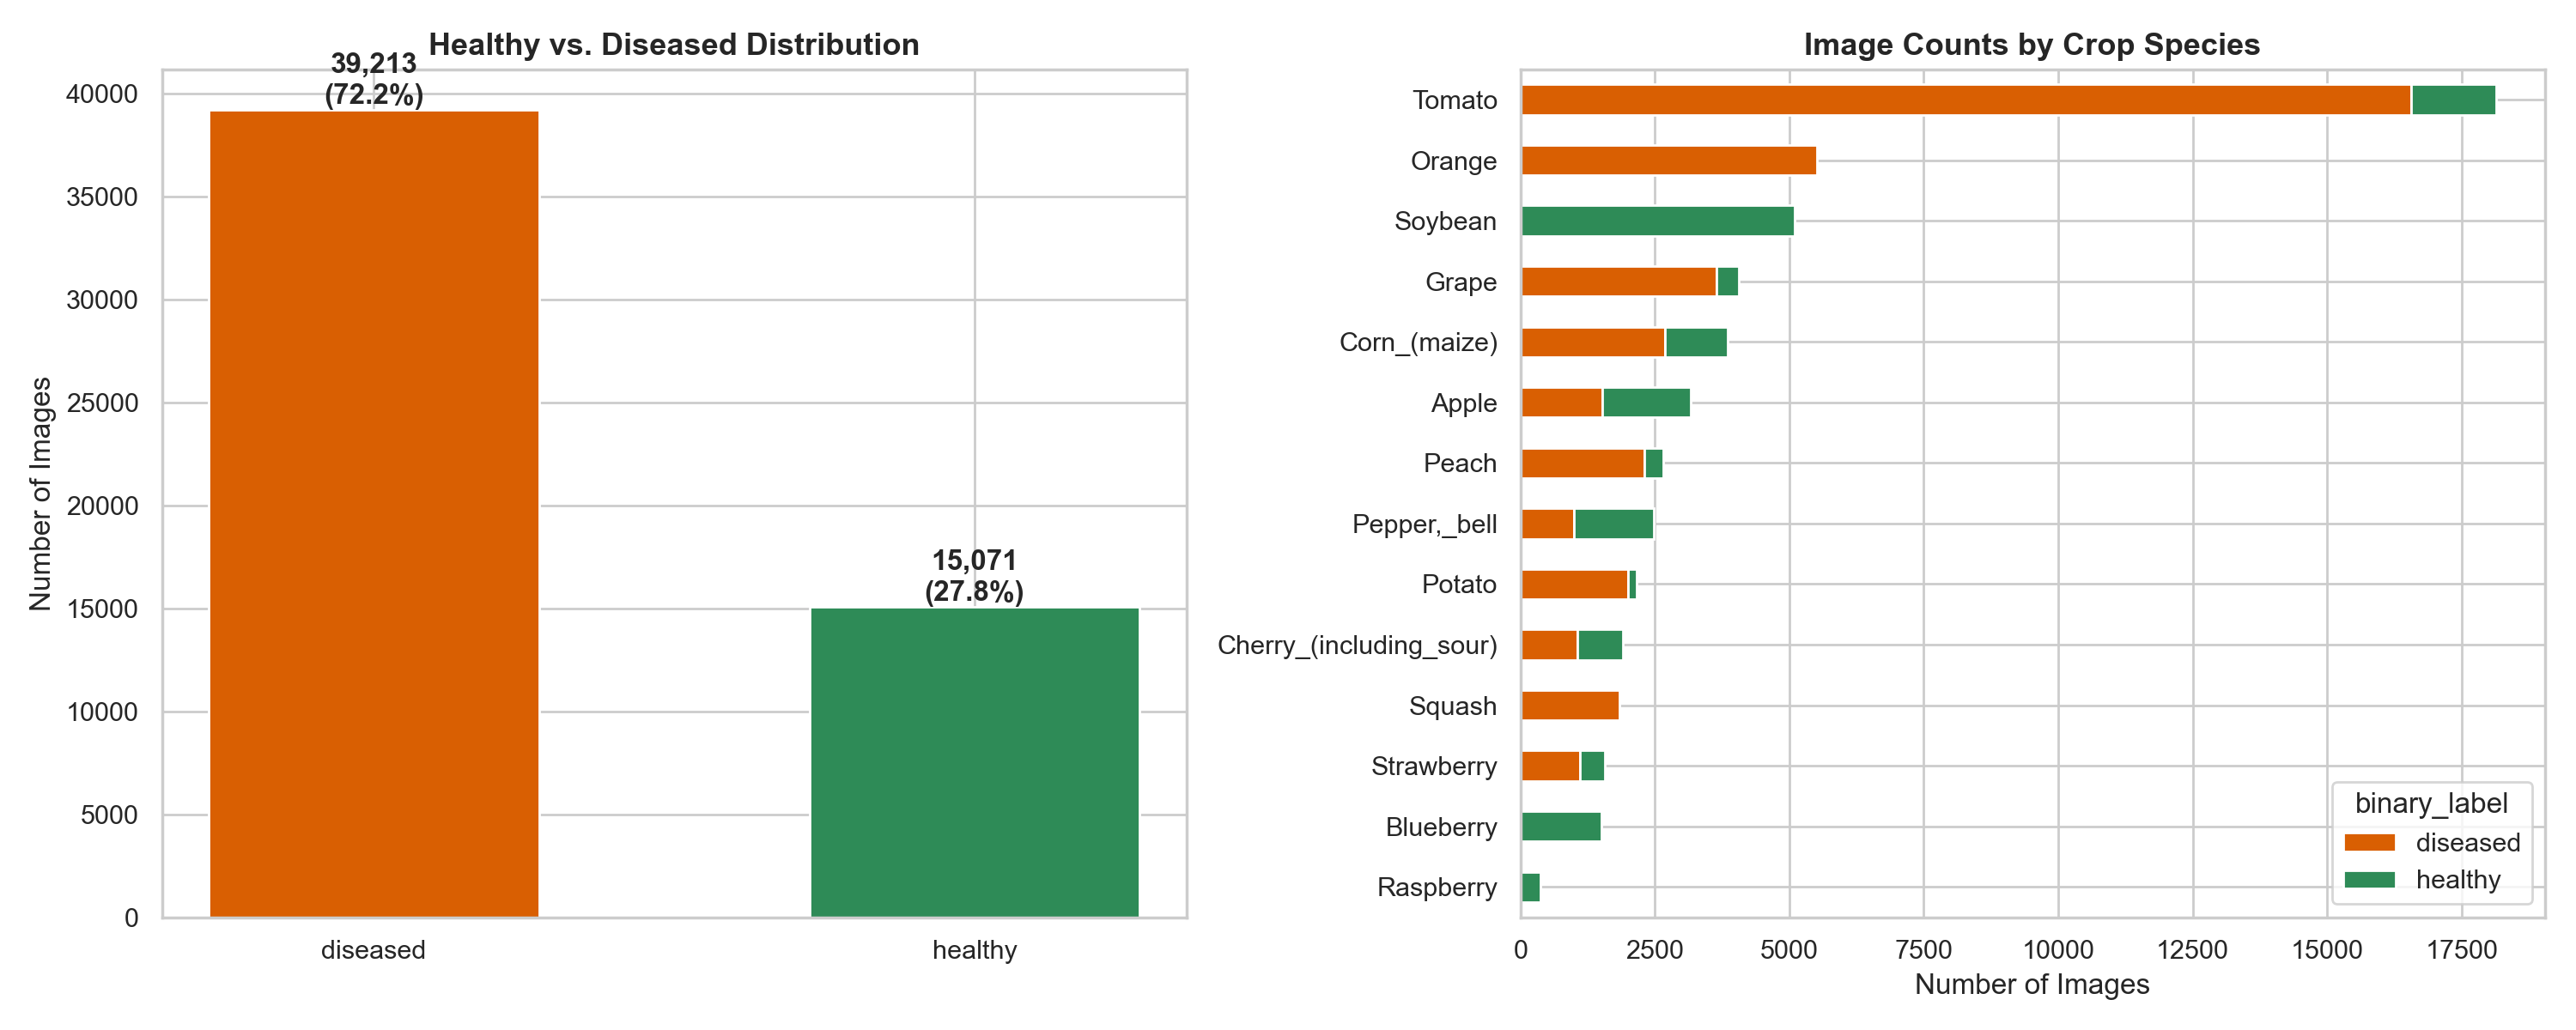 Healthy vs. Diseased Distribution
39,213
(72.2%)
15,071
(27.8%)
40000
35000
30000
25000
20000
15000
10000
5000
0
Number of Images
diseased
healthy
Image Counts by Crop Species
Tomato
Orange
Soybean
Grape
Corn_(maize)
Apple
Peach
Pepper,_bell
Potato
Cherry_(including_sour)
Squash
Strawberry
Blueberry
Raspberry
binary_label
diseased
healthy
0 2500 5000 7500 10000 12500 15000 17500
Number of Images